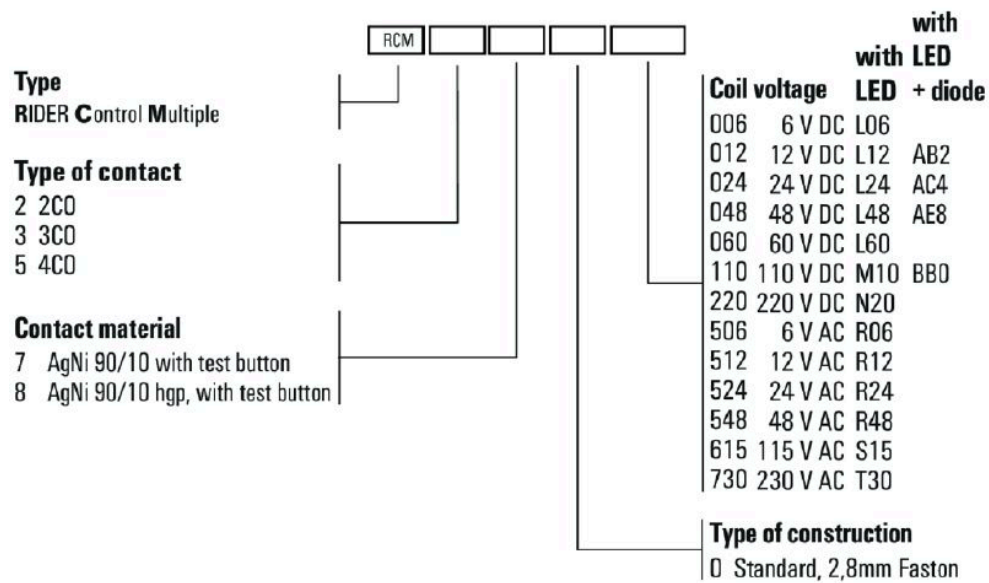 RCM
Type
RIDER Control Multiple
Type of contact
2 2CO
3 3CO
5 4CO
Contact material
7 AgNi 90/10 with test button
8 AgNi 90/10 hgp, with test button
with
with LED
Coil voltage LED + diode
006 6 V DC L06
012 12 V DC L12 AB2
024 24 V DC L24 AC4
048 48 V DC L48 AE8
060 60 V DC L60
110 110 V DC M10 BB0
220 220 V DC N20
506 6 V AC R06
512 12 V AC R12
524 24 V AC R24
548 48 V AC R48
615 115 V AC S15
730 230 V AC T30
Type of construction
0 Standard, 2,8mm Faston